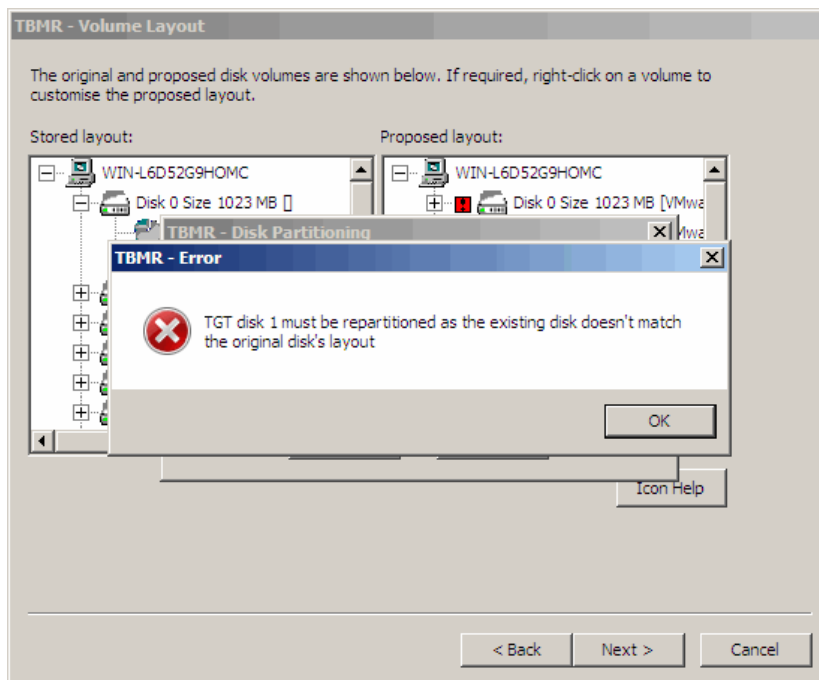 TBMR - Volume Layout
The original and proposed disk volumes are shown below. If required, right-click on a volume to
customise the proposed layout.
Stored layout:
Proposed layout:
WIN-L6D52G9HOMC
Disk 0 Size 1023 MB []
WIN-L6D52G9HOMC
Disk 0 Size 1023 MB [VMwa
TBMR - Disk Partitioning
Mwa
TBMR - Error
TGT disk 1 must be repartitioned as the existing disk doesn't match
the original disk's layout
OK
Icon Help
< Back
Next >
Cancel